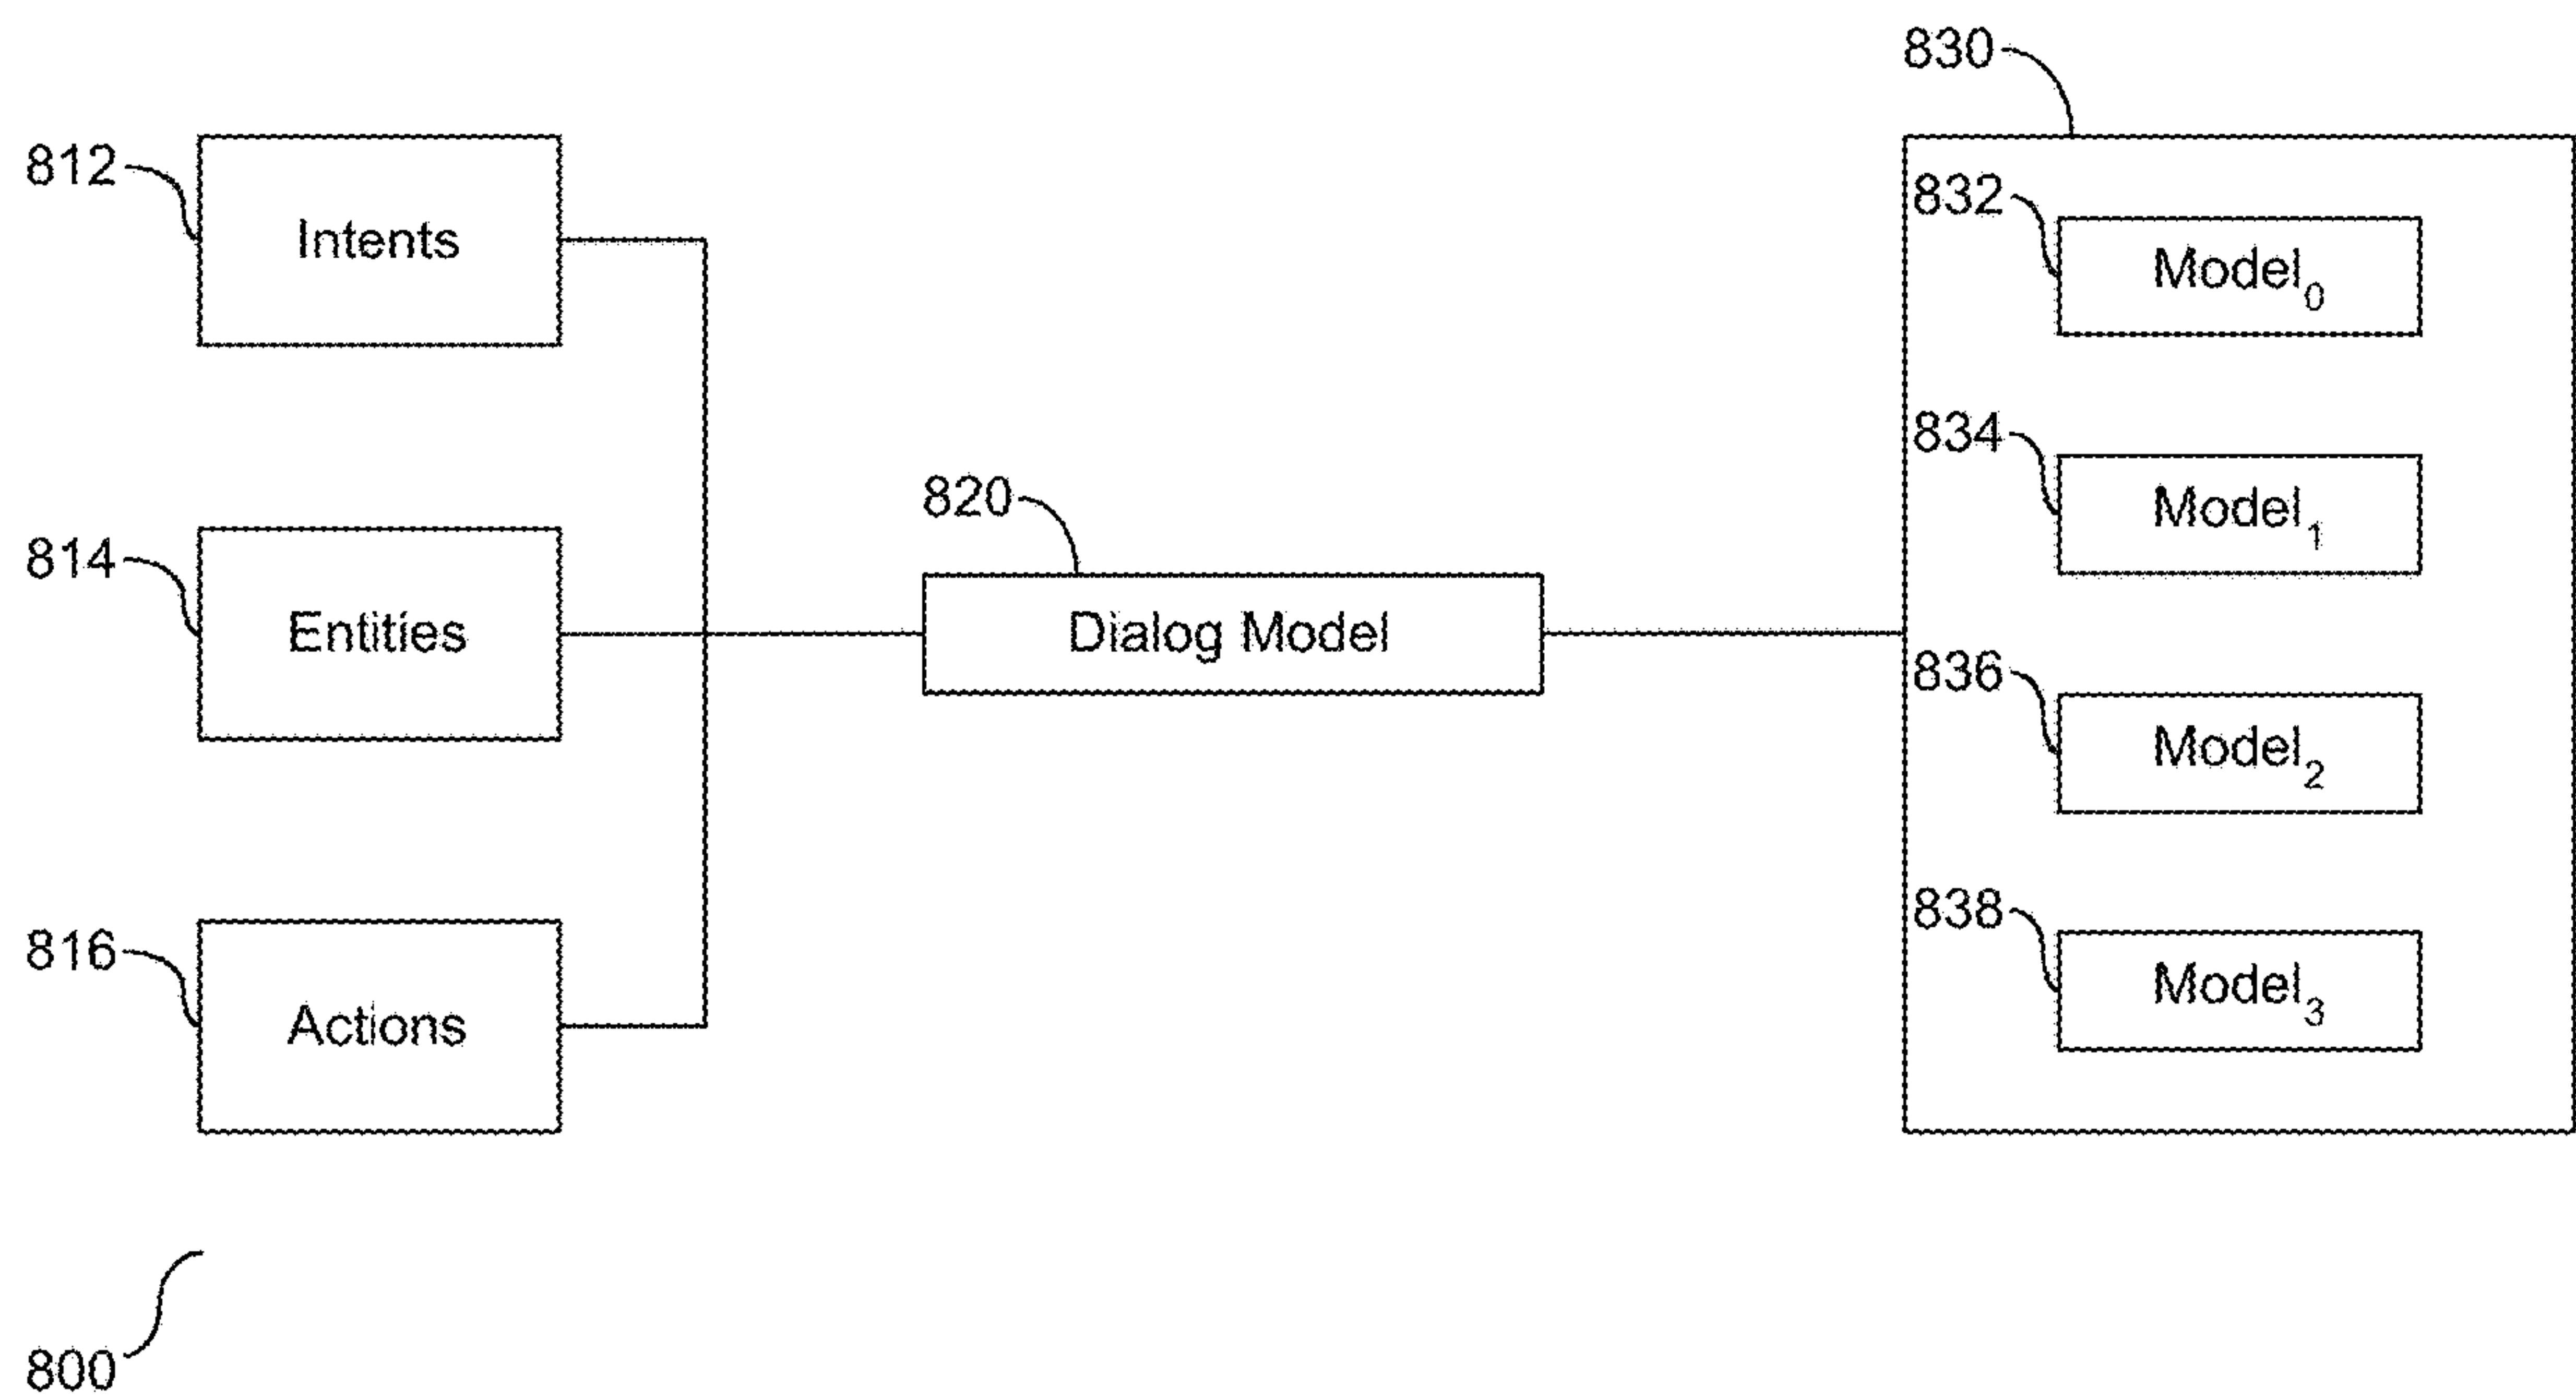 830
812
Intents
832
Model0
834
Model1
820
814
Entities
Dialog Model
836
Model2
838
816
Actions
Model3
800